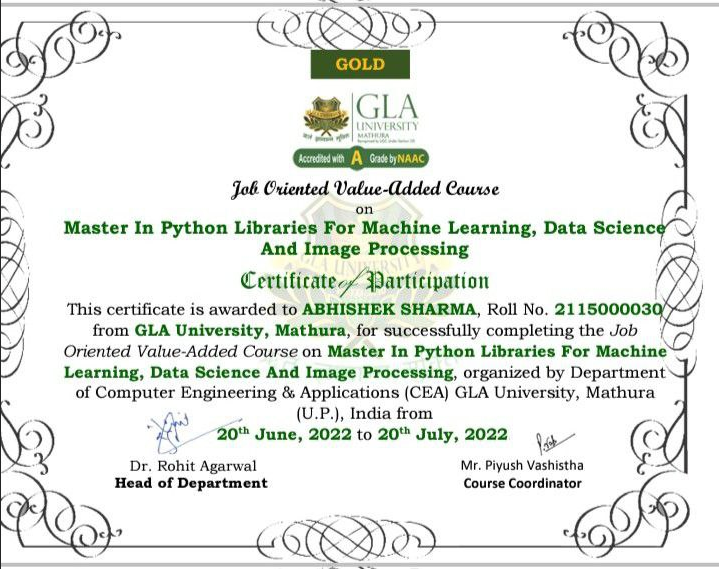 GOLD
GLA
UNIVERSITY
MATHURA
Accredited with A Grade by NAAC
Job Oriented Value-Added Course
on
Master In Python Libraries For Machine Learning, Data Science
And Image Processing
Certificate of Participation
This certificate is awarded to ABHISHEK SHARMA, Roll No. 2115000030
from GLA University, Mathura, for successfully completing the Job
Oriented Value-Added Course on Master In Python Libraries For Machine
Learning, Data Science And Image Processing, organized by Department
of Computer Engineering & Applications (CEA) GLA University, Mathura
(U.P.), India from
20th June, 2022 to 20th July, 2022
Dr. Rohit Agarwal
Head of Department
Mr. Piyush Vashistha
Course Coordinator